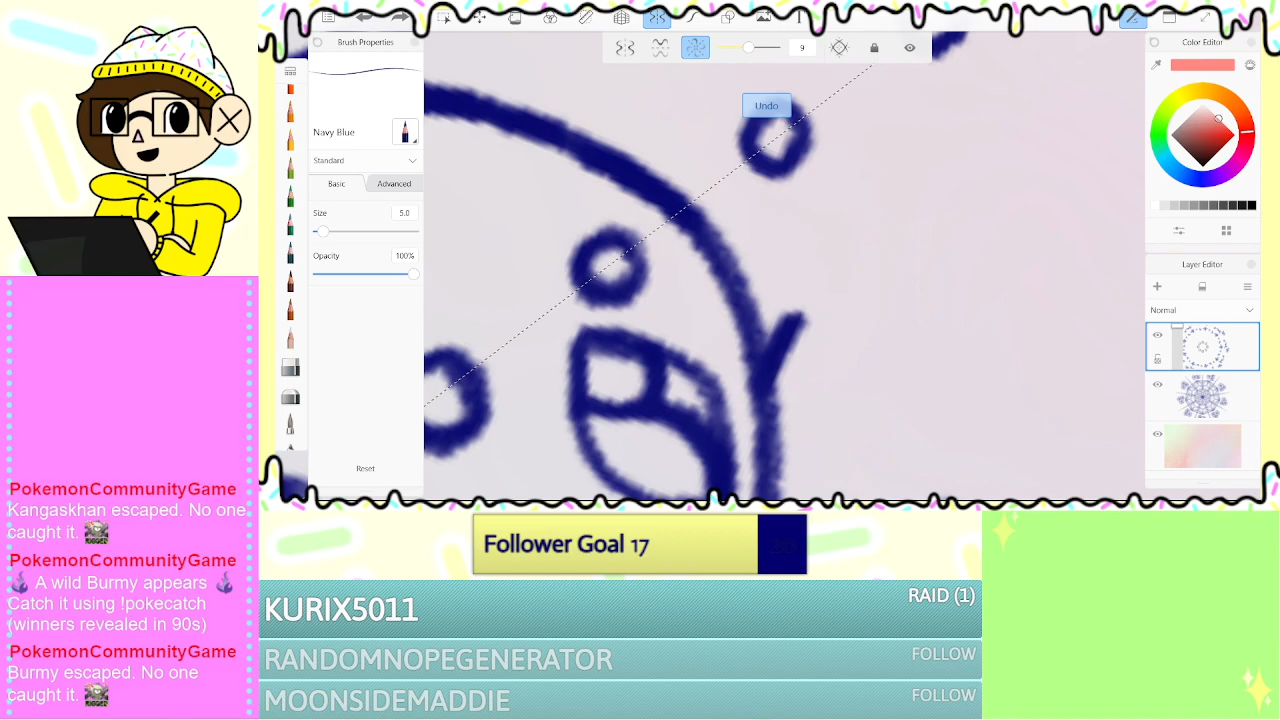 Brush Properties
Navy Blue
Standard
Basic
Advanced
Size
5.0
Opacity
100%
Reset
9
Undo
Color Editor
Layer Editor
Normal
PokemonCommunityGame
Kangaskhan escaped. No one
caught it.
PokemonCommunityGame
A wild Burmy appears
Catch it using !pokecatch
(winners revealed in 90s)
PokemonCommunityGame
Burmy escaped. No one
caught it.
Follower Goal 17
KURIX5011
RAID (1)
RANDOMNOPEGENERATOR
FOLLOW
MOONSIDEMADDIE
FOLLOW